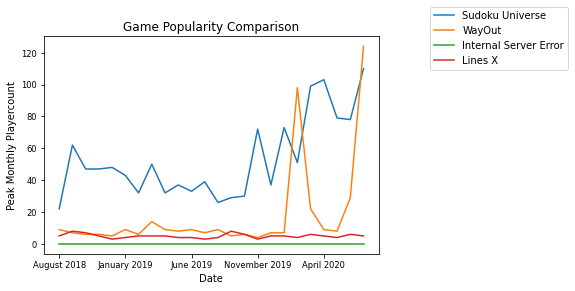 Game Popularity Comparison
Sudoku Universe
WayOut
Internal Server Error
Lines X
Peak Monthly Playercount
120
100
80
60
40
20
0
August 2018
January 2019
June 2019
November 2019
April 2020
Date